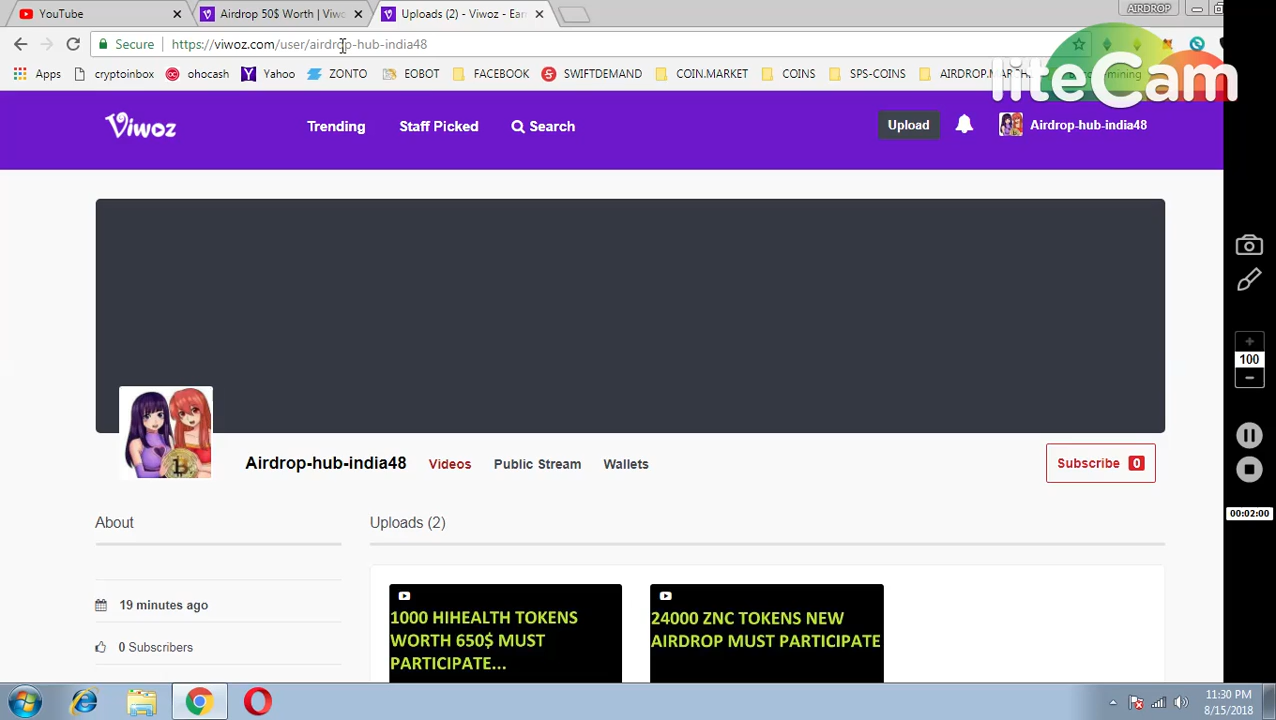 YouTube
Airdrop 50$ Worth | Viwo
Uploads (2) - Viwoz - Ea
AIRDROP
Secure
https://viwoz.com/user/airdrop-hub-india48
Apps
cryptoinbox
ohocash
Yahoo
ZONTO
EOBOT
FACEBOOK
SWIFTDEMAND
COIN.MARKET
COINS
SPS-COINS
mining
liteCam
Viwoz
Trending
Staff Picked
Search
Upload
Airdrop-hub-india48
Airdrop-hub-india48
Videos
Public Stream
Wallets
Subscribe 0
About
Uploads (2)
19 minutes ago
0 Subscribers
1000 HIHEALTH TOKENS
WORTH 650$ MUST
PARTICIPATE...
24000 ZNC TOKENS NEW
AIRDROP MUST PARTICIPATE
100
00:02:00
11:30 PM
8/15/2018